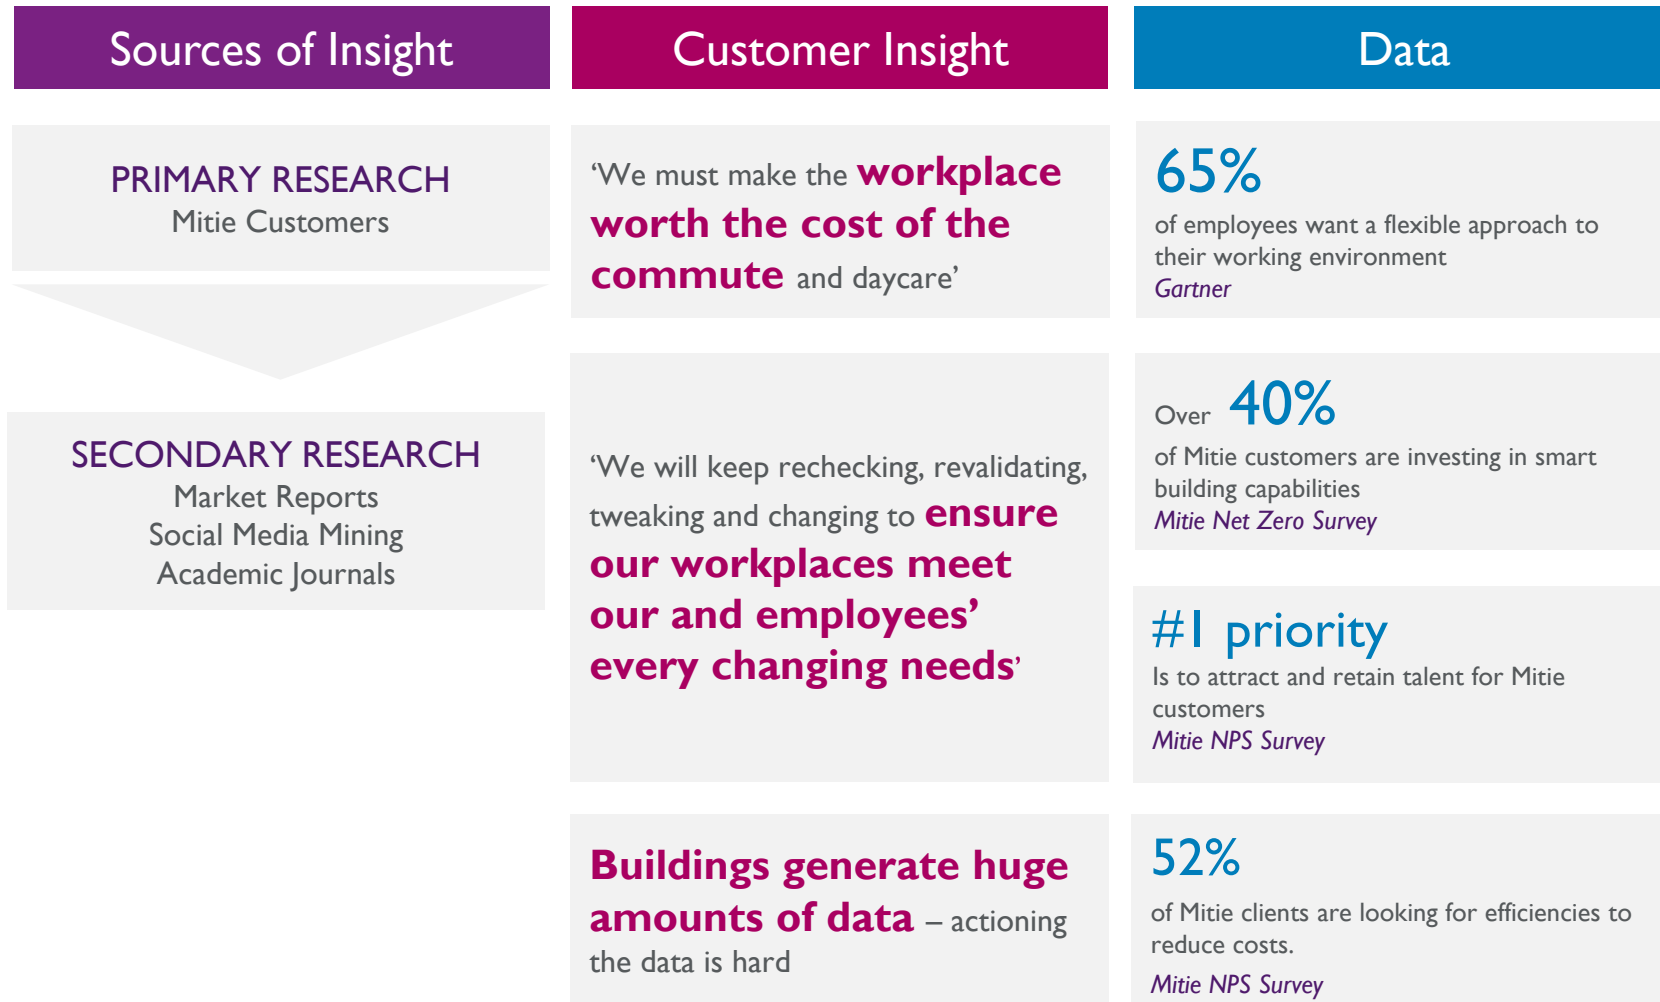 Sources of Insight
PRIMARY RESEARCH
Mitie Customers
SECONDARY RESEARCH
Market Reports
Social Media Mining
Academic Journals
Customer Insight
‘We must make the workplace
worth the cost of the
commute and daycare’
‘We will keep rechecking, revalidating,
tweaking and changing to ensure
our workplaces meet
our and employees’
every changing needs’
Buildings generate huge
amounts of data – actioning
the data is hard
Data
65%
of employees want a flexible approach to
their working environment
Gartner
Over 40%
of Mitie customers are investing in smart
building capabilities
Mitie Net Zero Survey
#1 priority
Is to attract and retain talent for Mitie
customers
Mitie NPS Survey
52%
of Mitie clients are looking for efficiencies to
reduce costs.
Mitie NPS Survey